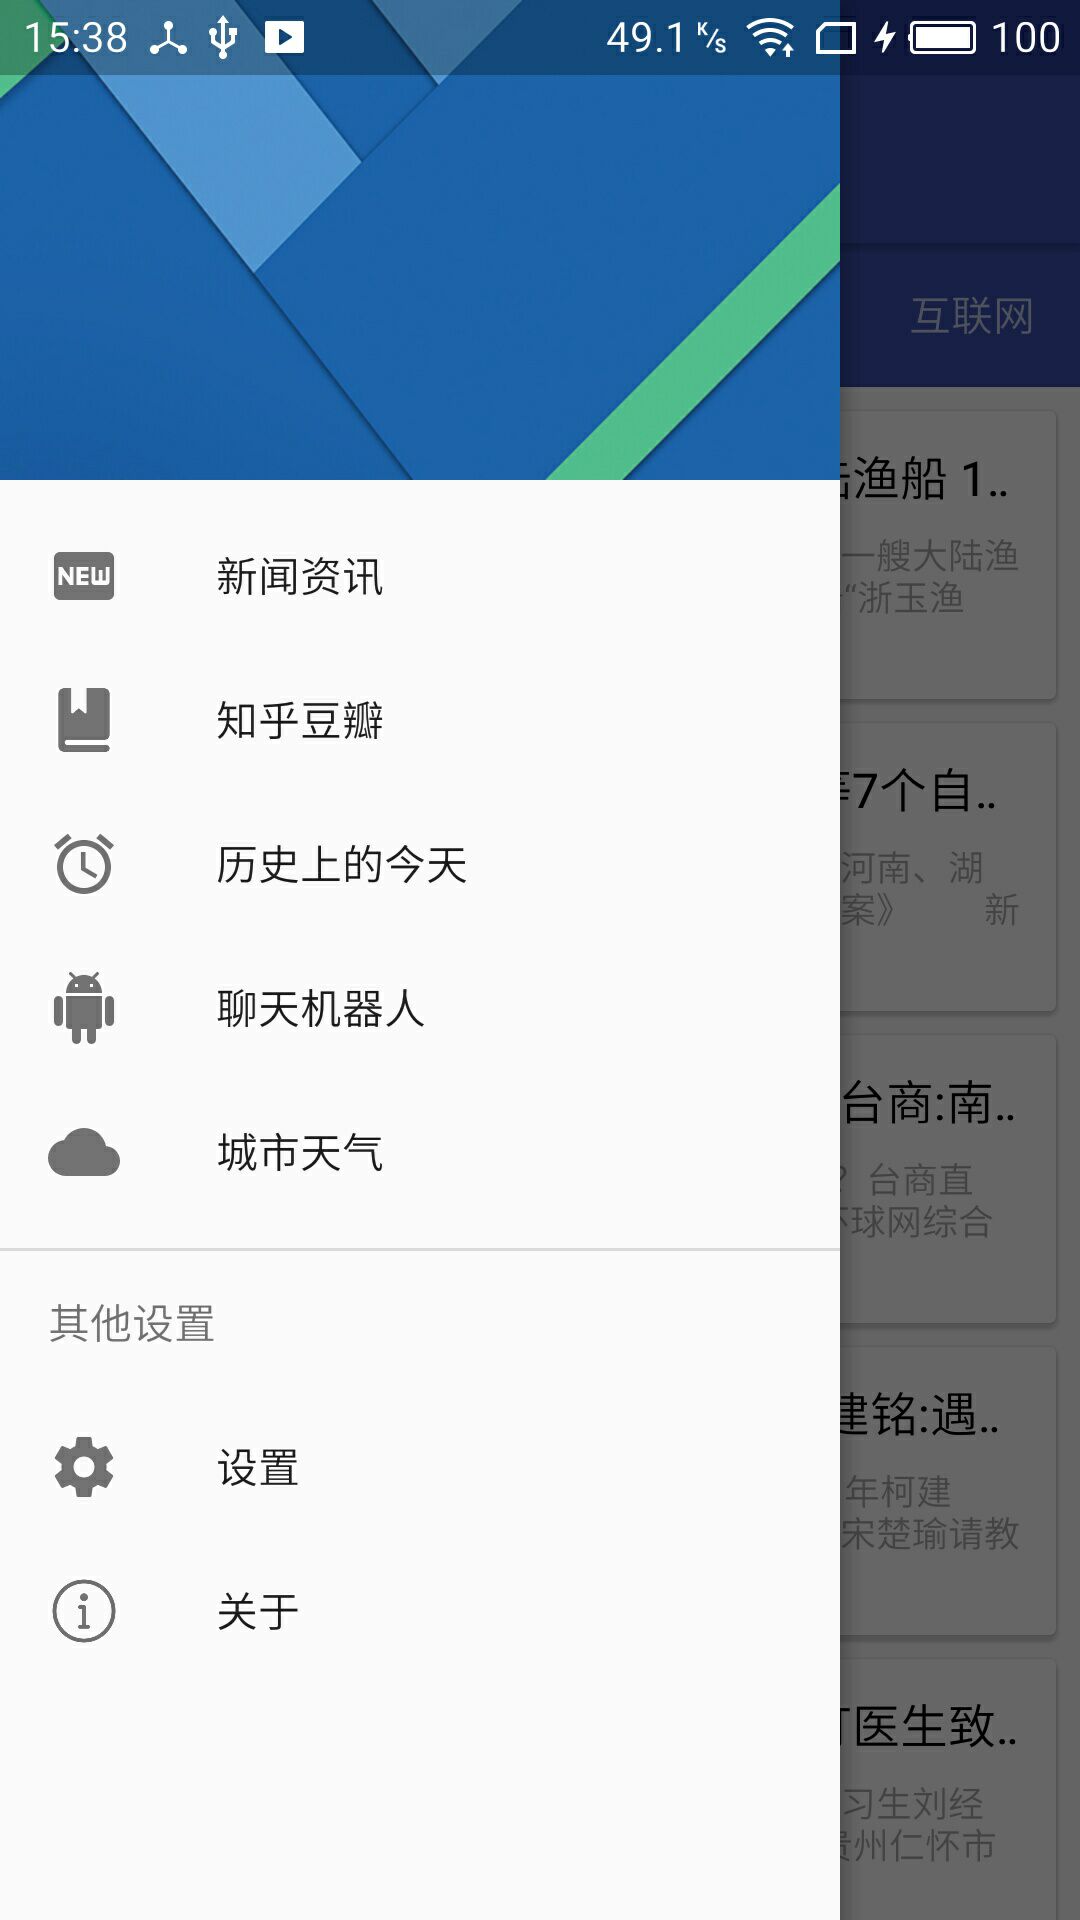 15:38 49.1 K/s 100
互联网
NEW 新闻资讯
知乎豆瓣
历史上的今天
聊天机器人
城市天气
其他设置
设置
关于
渔船 1..
一艘大陆渔
“浙玉渔
7个自..
河南、湖
案》 新
台商:南..
? 台商直
环球网综合
建铭:遇..
年柯建
宋楚瑜请教
医生致..
习生刘经
贵州仁怀市